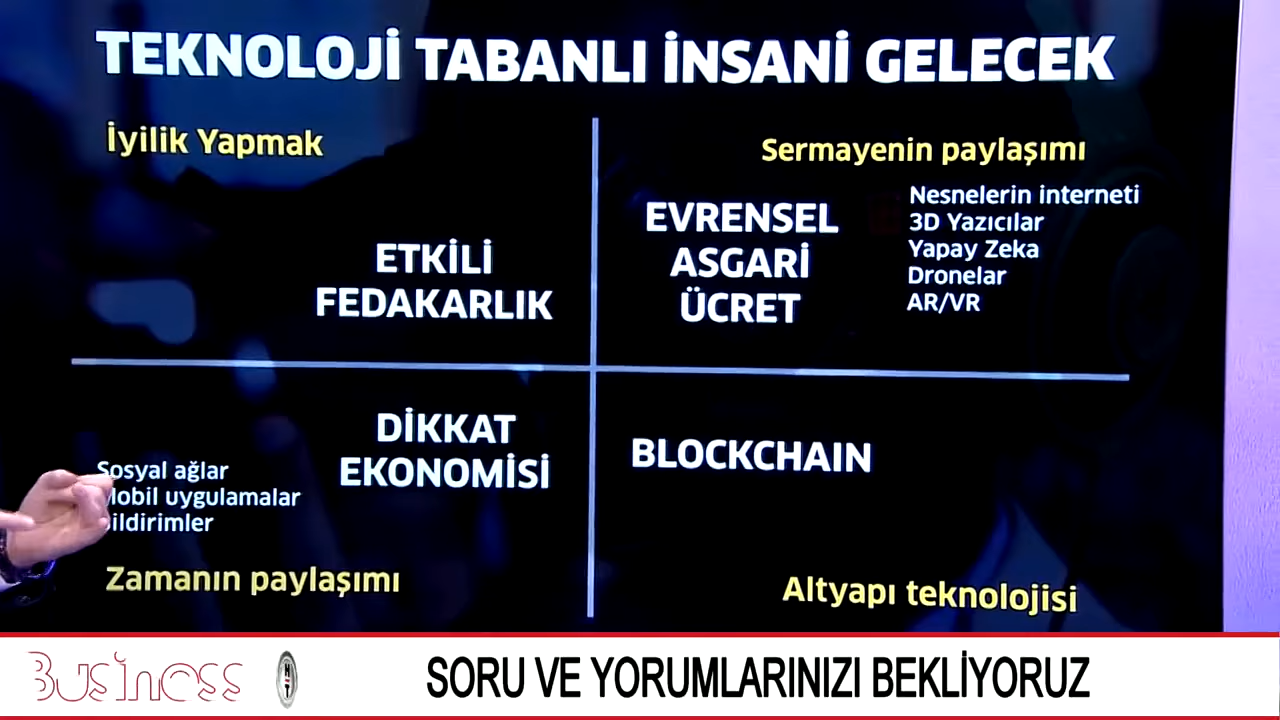 TEKNOLOJİ TABANLI İNSANİ GELECEK
İyilik Yapmak
ETKİLİ
FEDAKARLIK
Sermayenin paylaşımı
EVRENSEL
ASGARİ
ÜCRET
Nesnelerin interneti
3D Yazıcılar
Yapay Zeka
Dronelar
AR/VR
DİKKAT
EKONOMİSİ
Sosyal ağlar
Mobil uygulamalar
Bildirimler
Zamanın paylaşımı
BLOCKCHAIN
Altyapı teknolojisi
Business
SORU VE YORUMLARINIZI BEKLİYORUZ